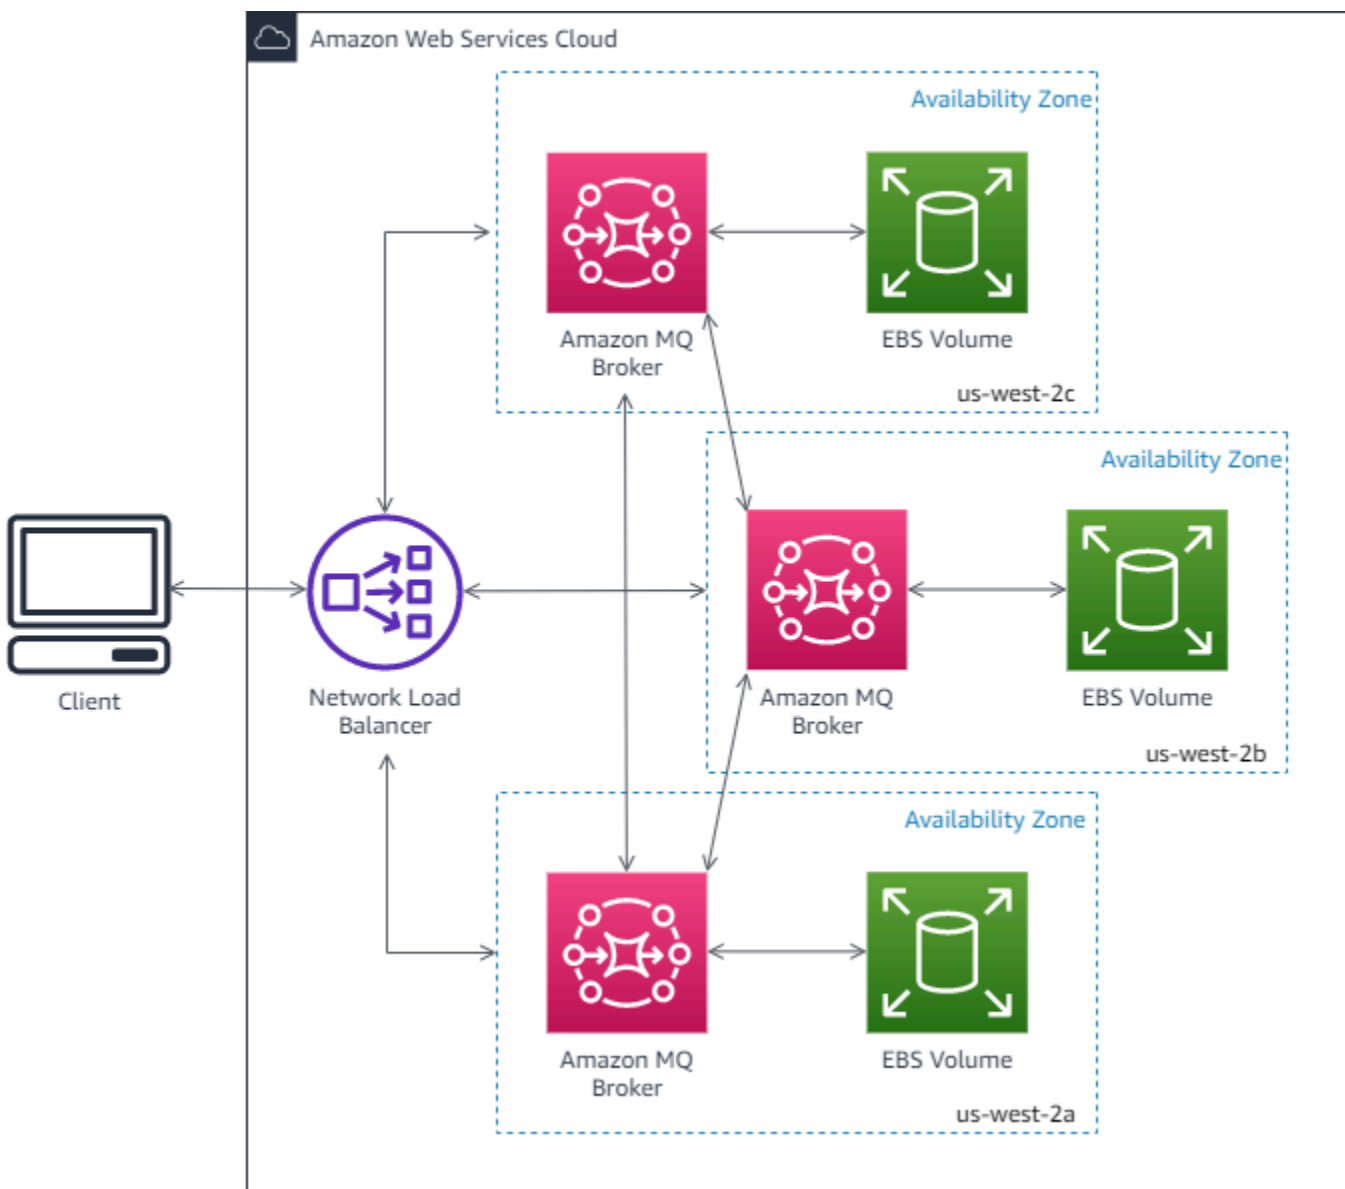 Amazon Web Services Cloud
Availability Zone
Amazon MQ
Broker
EBS Volume
us-west-2c
Availability Zone
Client
Network Load
Balancer
Amazon MQ
Broker
EBS Volume
us-west-2b
Availability Zone
Amazon MQ
Broker
EBS Volume
us-west-2a